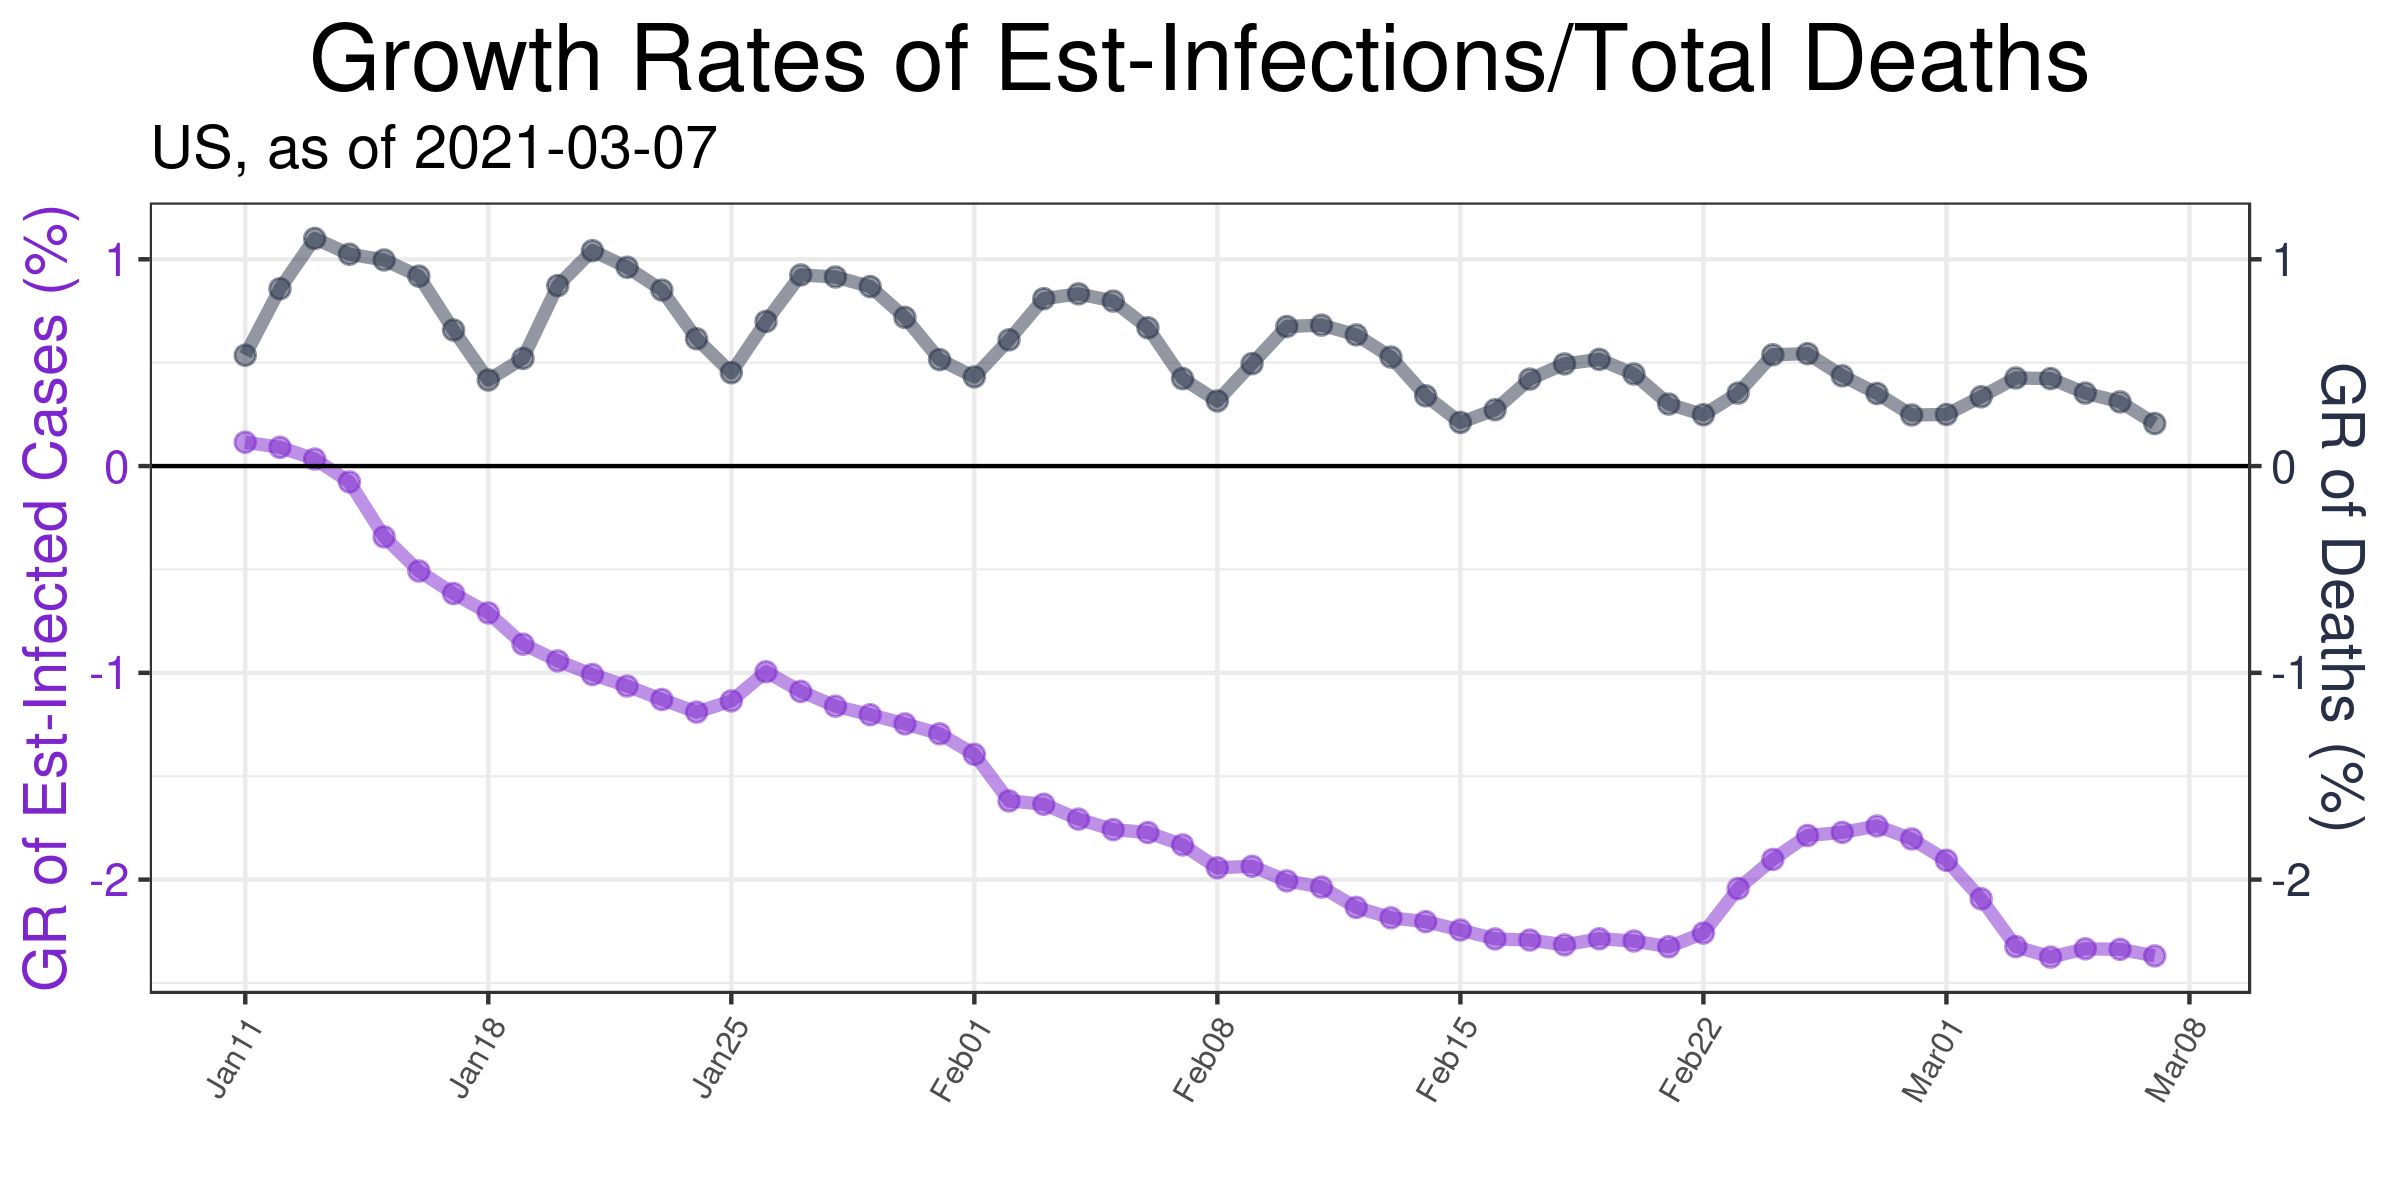 Growth Rates of Est-Infections/Total Deaths
US, as of 2021-03-07
GR of Est-Infected Cases (%)
1
0
-1
-2
1
0
-1
-2
GR of Deaths (%)
Jan11
Jan18
Jan25
Feb01
Feb08
Feb15
Feb22
Mar01
Mar08